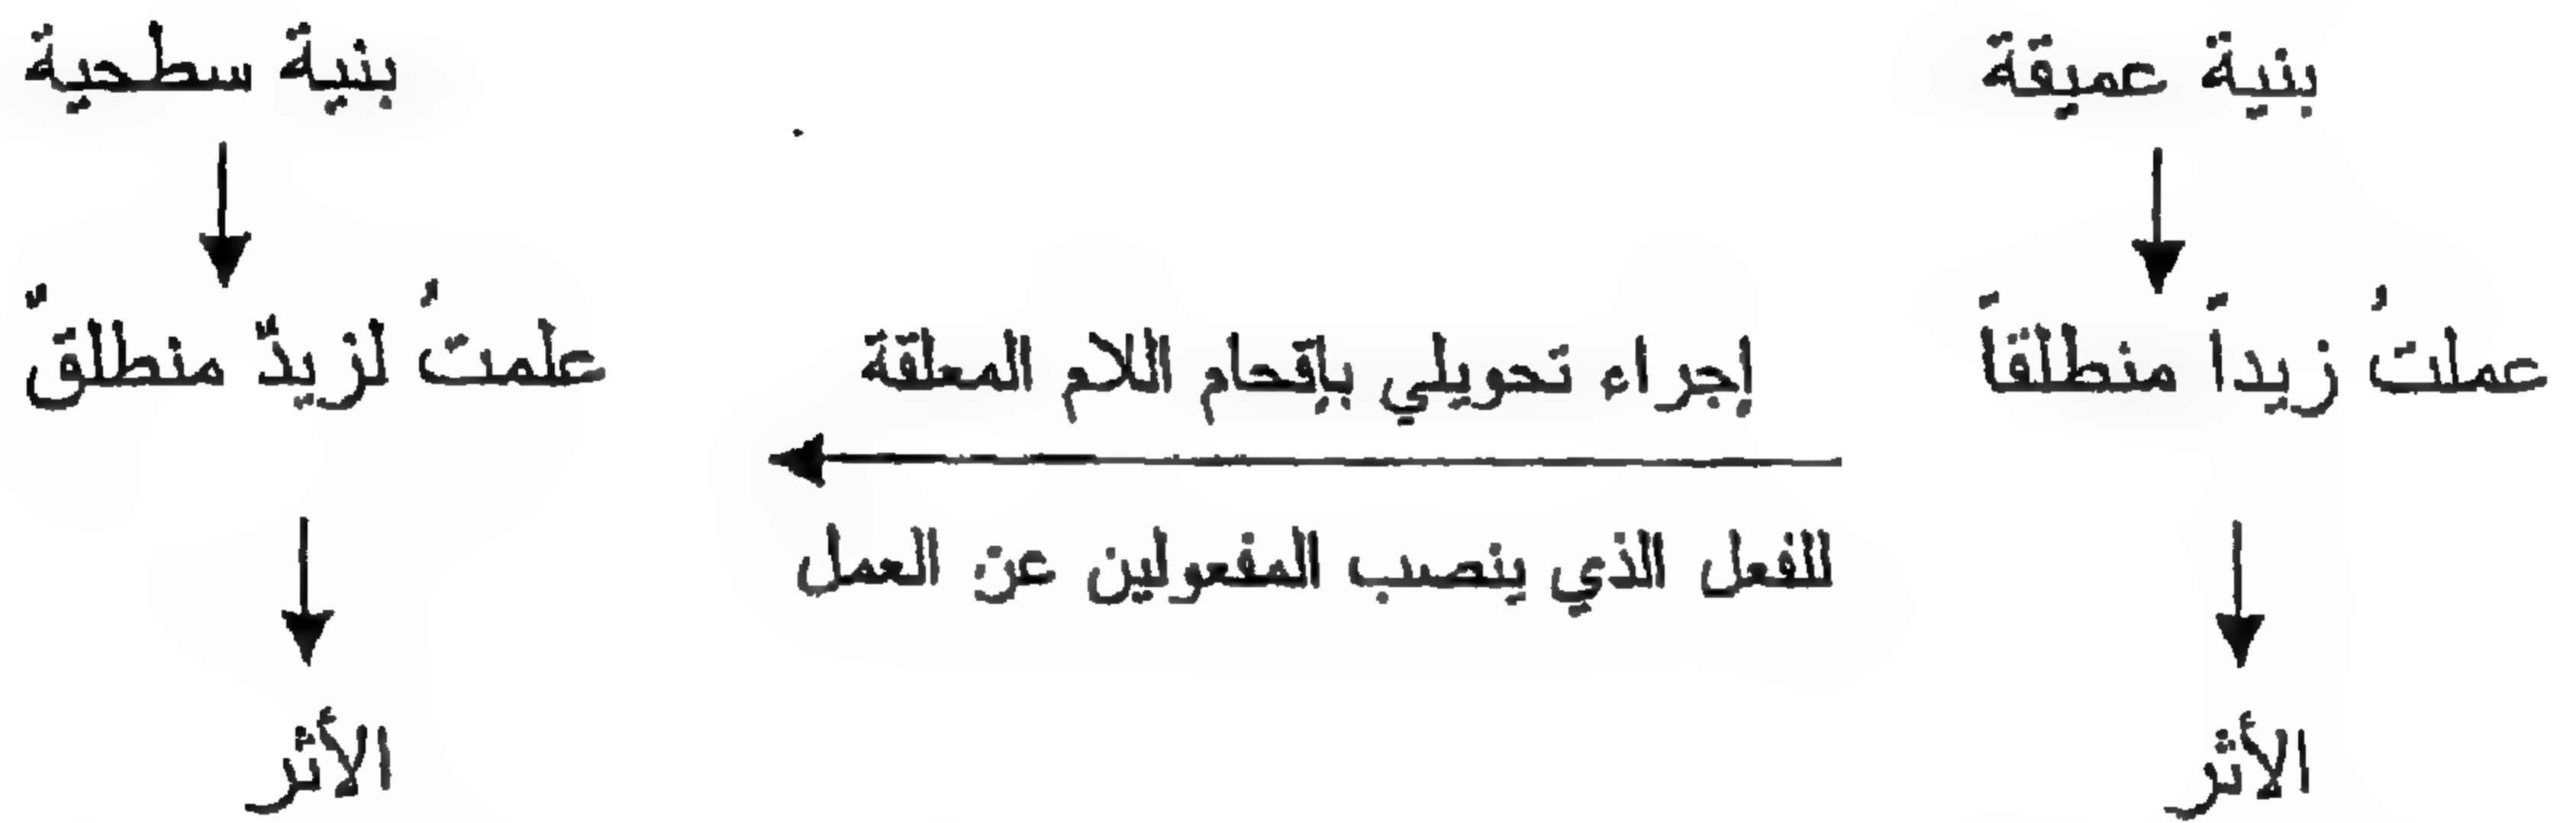 بنية عميقة
بنية سطحية
عملتُ زيداً منطلقاً
إجراء تحويلي بإقحام اللام المعلقة
علمتُ لزيدٌ منطلقٌ
للفعل الذي ينصب المفعولين عن العمل
الأثر
الأثر